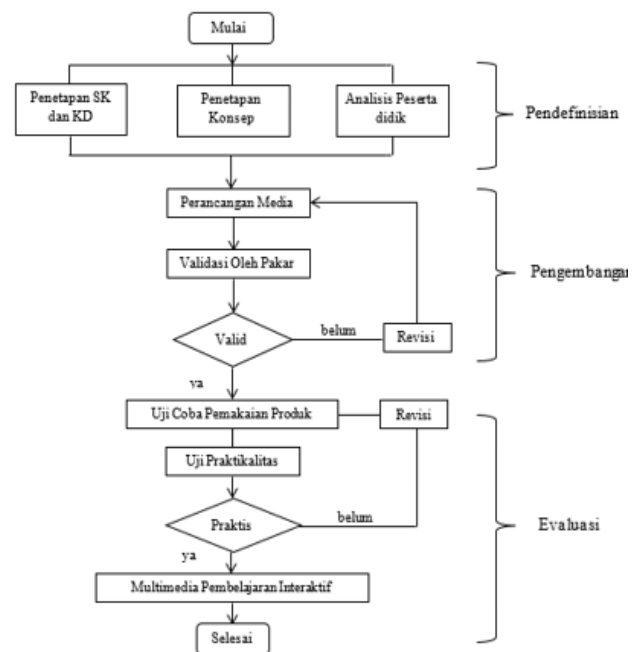 Mulai
Penetapan SK
dan KD
Penetapan
Konsep
Analisis Peserta
didik
Pendefinisian
Perancangan Media
Validasi Oleh Pakar
Pengembangan
Valid
belum
Revisi
ya
Uji Coba Pemakaian Produk
Revisi
Uji Praktikalitas
Praktis
belum
Evaluasi
ya
Multimedia Pembelajaran Interaktif
Selesai